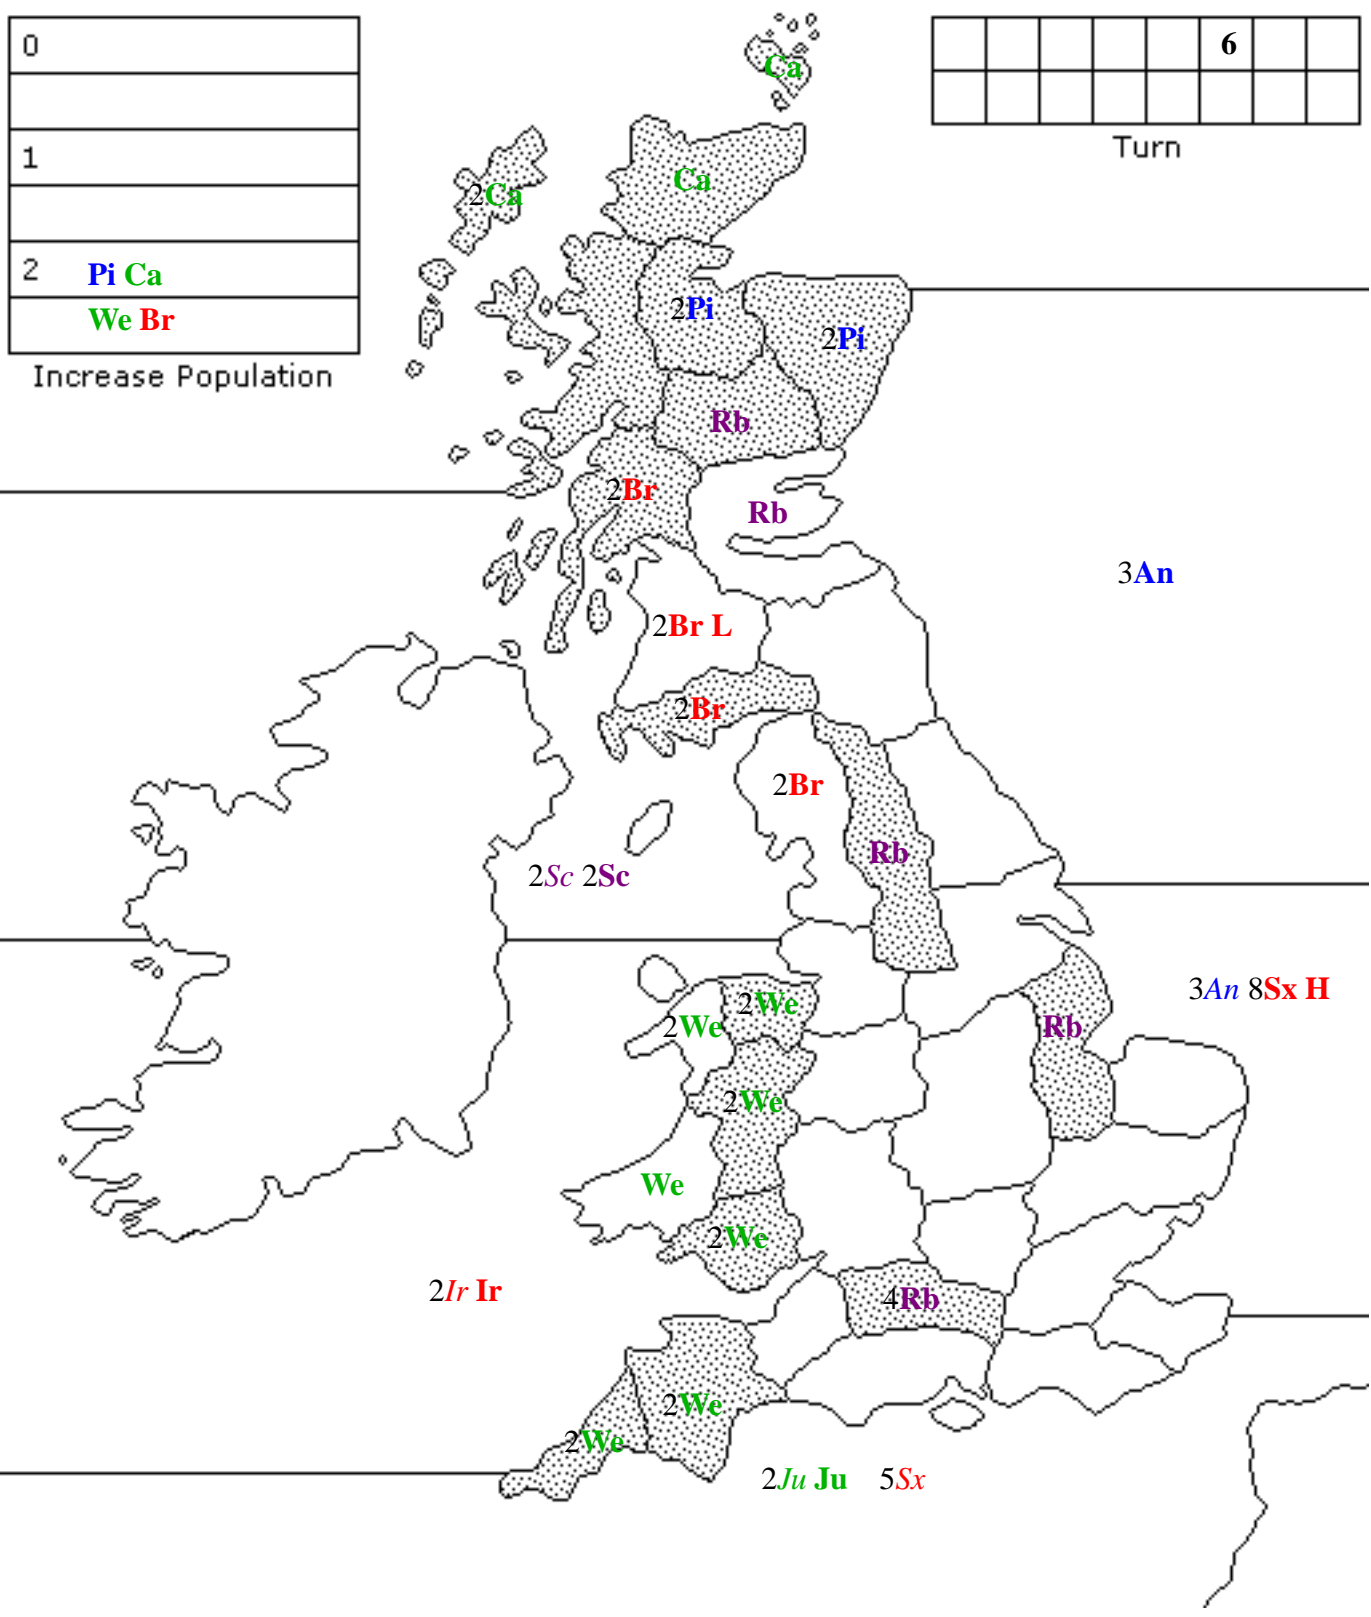 0
1
2 Pi Ca
We Br
Increase Population
6
Turn
Ca
Ca
2Ca
2Pi
2Pi
Rb
2Br
Rb
3An
2Br L
2Br
2Br
Rb
2Sc 2Sc
3An 8Sx H
2We
2We
Rb
2We
We
2We
2Ir Ir
4Rb
2We
2We
2Ju Ju 5Sx